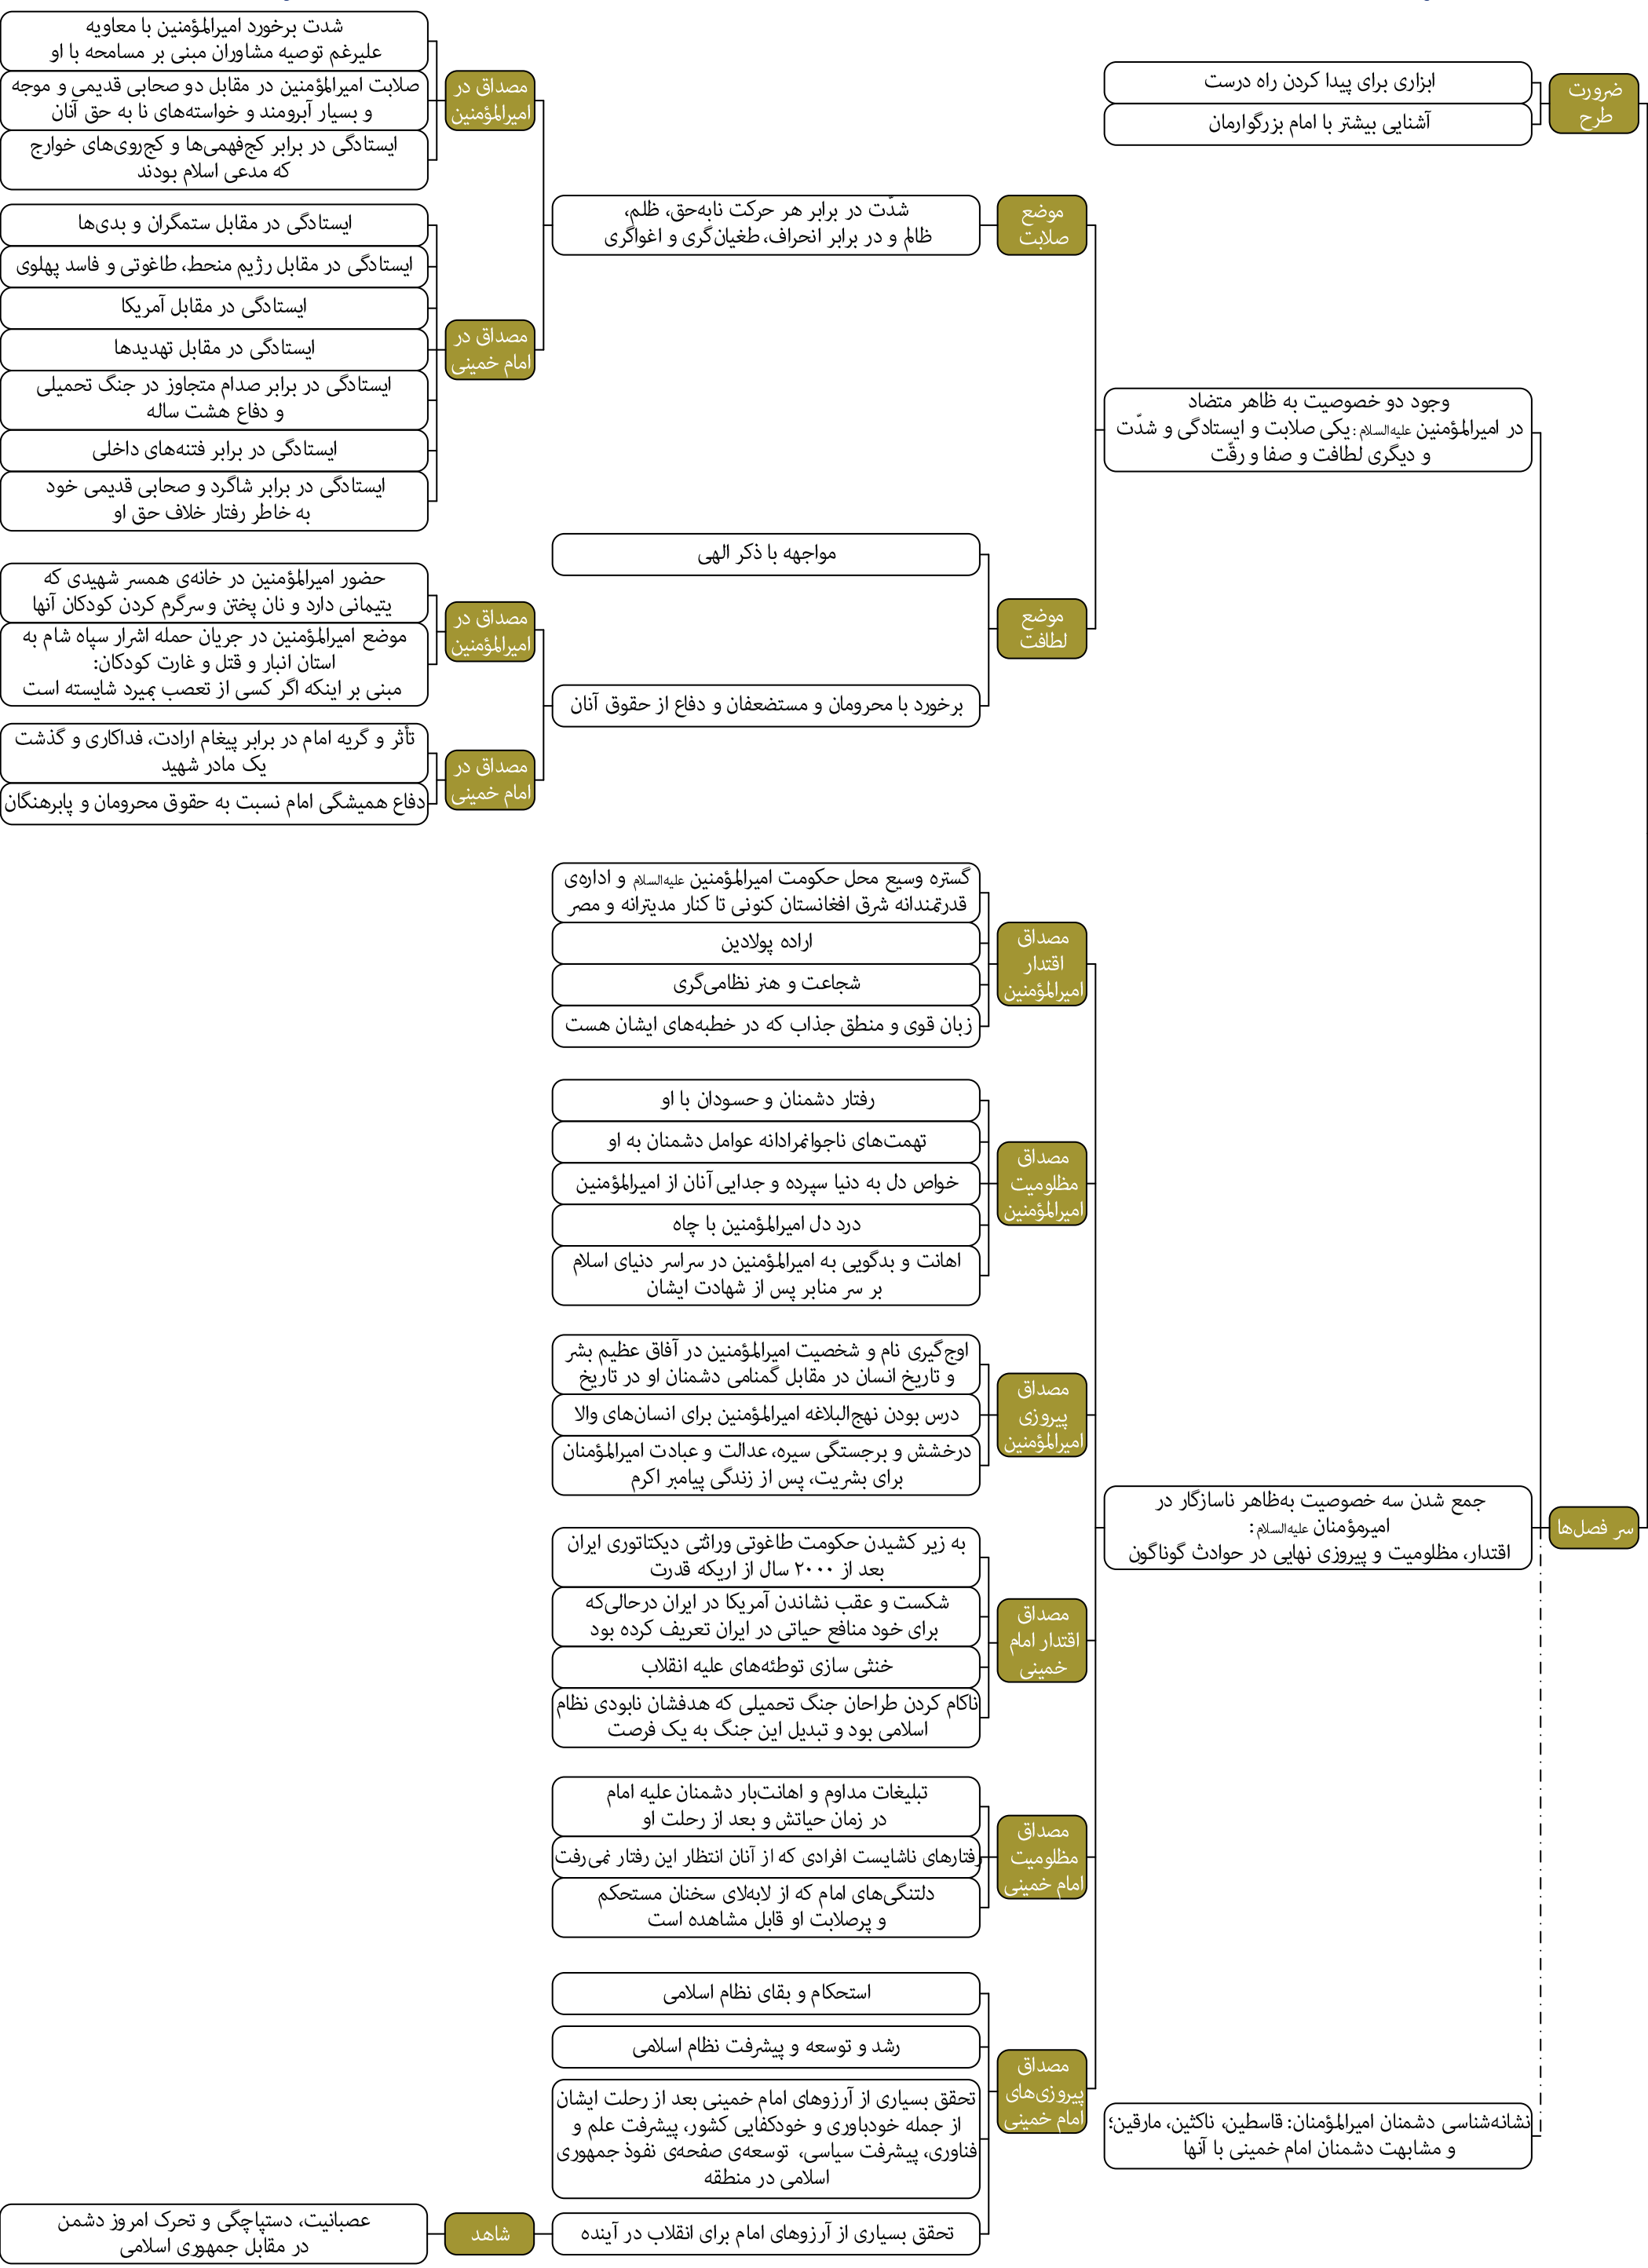 ضرورت
طرح
ابزاری برای پیدا کردن راه درست
آشنایی بیشتر با امام بزرگوارمان
سر فصل‌ها
وجود دو خصوصیت به ظاهر متضاد
در امیرالمؤمنین علیه‌السلام: یکی صلابت و ایستادگی و شدّت
و دیگری لطافت و صفا و رقّت
موضع
صلابت
شدّت در برابر هر حرکت نابه‌حق، ظلم،
ظالم و در برابر انحراف، طغیان‌گری و اغواگری
مصداق در
امیرالمؤمنین
شدت برخورد امیرالمؤمنین با معاویه
علیرغم توصیه مشاوران مبنی بر مسامحه با او
صلابت امیرالمؤمنین در مقابل دو صحابی قدیمی و موجه
و بسیار آبرومند و خواسته‌های نا به حق آنان
ایستادگی در برابر کج‌فهمی‌ها و کج‌روی‌های خوارج
که مدعی اسلام بودند
مصداق در
امام خمینی
ایستادگی در مقابل ستمگران و بدی‌ها
ایستادگی در مقابل رژیم منحط، طاغوتی و فاسد پهلوی
ایستادگی در مقابل آمریکا
ایستادگی در مقابل تهدیدها
ایستادگی در برابر صدام متجاوز در جنگ تحمیلی
و دفاع هشت ساله
ایستادگی در برابر فتنه‌های داخلی
ایستادگی در برابر شاگرد و صحابی قدیمی خود
به خاطر رفتار خلاف حق او
موضع
لطافت
مواجهه با ذکر الهی
برخورد با محرومان و مستضعفان و دفاع از حقوق آنان
مصداق در
امیرالمؤمنین
حضور امیرالمؤمنین در خانه‌ی همسر شهیدی که
یتیمانی دارد و نان پختن و سرگرم کردن کودکان آنها
موضع امیرالمؤمنین در جریان حمله اشرار سپاه شام به
استان انبار و قتل و غارت کودکان:
مبنی بر اینکه اگر کسی از تعصب بمیرد شایسته است
مصداق در
امام خمینی
تأثر و گریه امام در برابر پیغام ارادت، فداکاری و گذشت
یک مادر شهید
دفاع همیشگی امام نسبت به حقوق محرومان و پابرهنگان
جمع شدن سه خصوصیت به‌ظاهر ناسازگار در
امیرمؤمنان علیه‌السلام:
اقتدار، مظلومیت و پیروزی نهایی در حوادث گوناگون
مصداق
اقتدار
امیرالمؤمنین
گستره وسیع محل حکومت امیرالمؤمنین علیه‌السلام و اداره‌ی
قدرتمندانه شرق افغانستان کنونی تا کنار مدیترانه و مصر
اراده پولادین
شجاعت و هنر نظامی‌گری
زبان قوی و منطق جذاب که در خطبه‌های ایشان هست
مصداق
مظلومیت
امیرالمؤمنین
رفتار دشمنان و حسودان با او
تهمت‌های ناجوانمرادانه عوامل دشمنان به او
خواص دل به دنیا سپرده و جدایی آنان از امیرالمؤمنین
درد دل امیرالمؤمنین با چاه
اهانت و بدگویی به امیرالمؤمنین در سراسر دنیای اسلام
بر سر منابر پس از شهادت ایشان
مصداق
پیروزی
امیرالمؤمنین
اوج‌گیری نام و شخصیت امیرالمؤمنین در آفاق عظیم بشر
و تاریخ انسان در مقابل گمنامی دشمنان او در تاریخ
درس بودن نهج‌البلاغه امیرالمؤمنین برای انسان‌های والا
درخشش و برجستگی سیره، عدالت و عبادت امیرالمؤمنان
برای بشریت، پس از زندگی پیامبر اکرم
مصداق
اقتدار امام
خمینی
به زیر کشیدن حکومت طاغوتی وراثتی دیکتاتوری ایران
بعد از ۲۰۰۰ سال از اریکه قدرت
شکست و عقب نشاندن آمریکا در ایران درحالی‌که
برای خود منافع حیاتی در ایران تعریف کرده بود
خنثی سازی توطئه‌های علیه انقلاب
ناکام کردن طراحان جنگ تحمیلی که هدفشان نابودی نظام
اسلامی بود و تبدیل این جنگ به یک فرصت
مصداق
مظلومیت
امام خمینی
تبلیغات مداوم و اهانت‌بار دشمنان علیه امام
در زمان حیاتش و بعد از رحلت او
رفتارهای ناشایست افرادی که از آنان انتظار این رفتار نمی‌رفت
دلتنگی‌های امام که از لابه‌لای سخنان مستحکم
و پرصلابت او قابل مشاهده است
مصداق
پیروزی‌های
امام خمینی
استحکام و بقای نظام اسلامی
رشد و توسعه و پیشرفت نظام اسلامی
تحقق بسیاری از آرزوهای امام خمینی بعد از رحلت ایشان
از جمله خودباوری و خودکفایی کشور، پیشرفت علم و
فناوری، پیشرفت سیاسی، توسعه‌ی صفحه‌ی نفوذ جمهوری
اسلامی در منطقه
تحقق بسیاری از آرزوهای امام برای انقلاب در آینده
شاهد
عصبانیت، دستپاچگی و تحرک امروز دشمن
در مقابل جمهوری اسلامی
نشانه‌شناسی دشمنان امیرالمؤمنان: قاسطین، ناکثین، مارقین؛
و مشابهت دشمنان امام خمینی با آنها